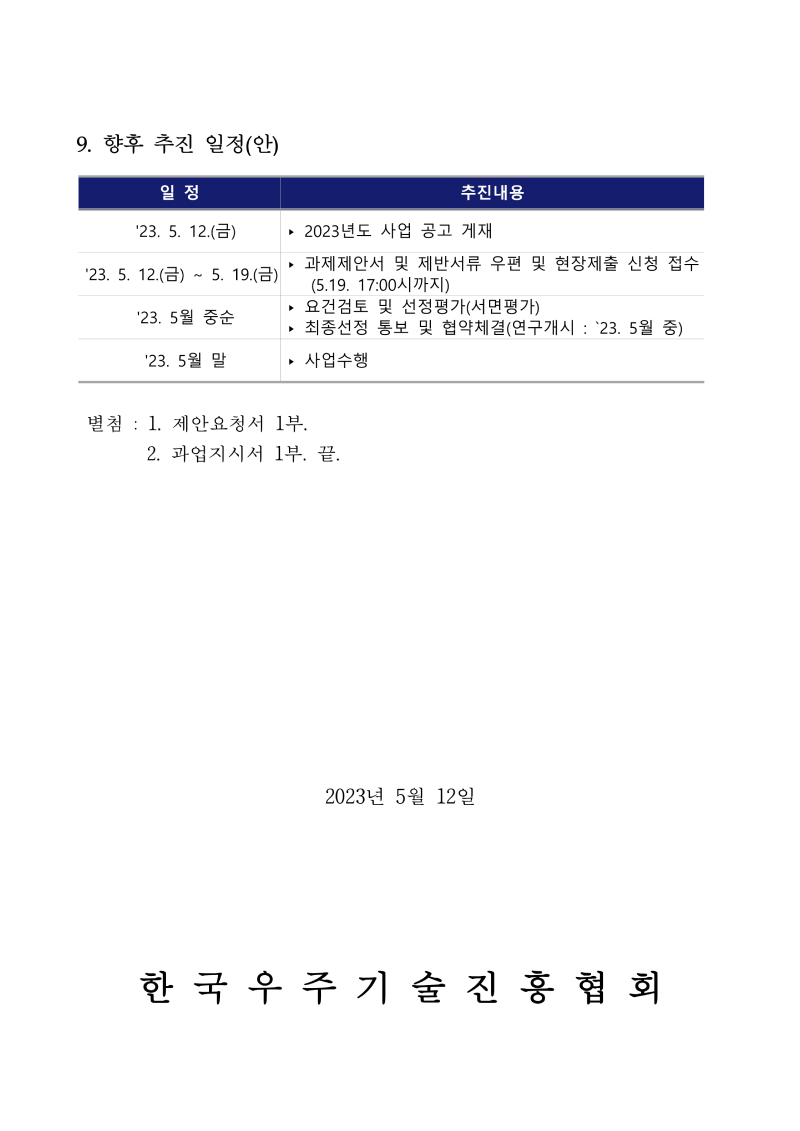 9. 향후 추진 일정(안)
일 정
추진내용
'23. 5. 12.(금)
▸ 2023년도 사업 공고 게재
'23. 5. 12.(금) ~ 5. 19.(금)
▸ 과제제안서 및 제반서류 우편 및 현장제출 신청 접수
(5.19. 17:00시까지)
'23. 5월 중순
▸ 요건검토 및 선정평가(서면평가)
▸ 최종선정 통보 및 협약체결(연구개시 : `23. 5월 중)
'23. 5월 말
▸ 사업수행
별첨 : 1. 제안요청서 1부.
2. 과업지시서 1부. 끝.
2023년 5월 12일
한 국 우 주 기 술 진 흥 협 회